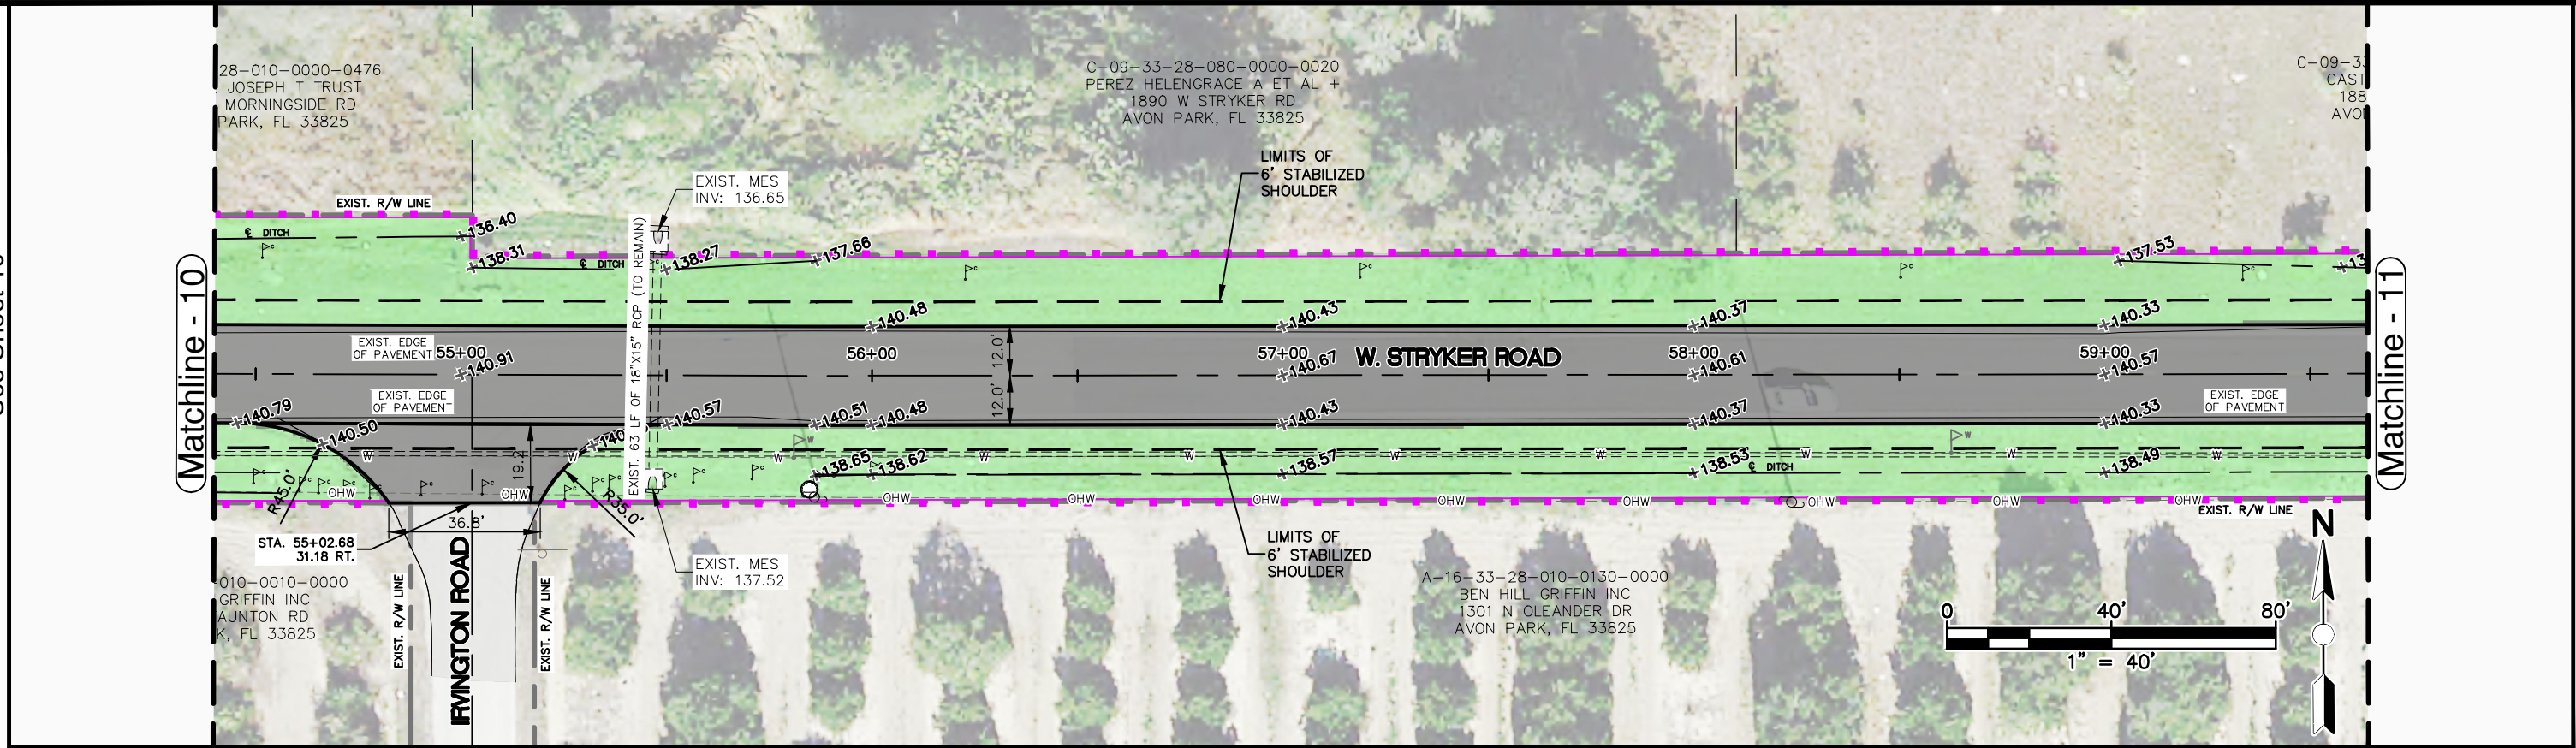 28-010-0000-0476
JOSEPH T TRUST
MORNINGSIDE RD
PARK, FL 33825
C-09-33-28-080-0000-0020
PEREZ HELENGRACE A ET AL +
1890 W STRYKER RD
AVON PARK, FL 33825
C-09-3
CAST
188
AVO
LIMITS OF
6' STABILIZED
SHOULDER
EXIST. MES
INV: 136.65
EXIST. R/W LINE
℄ DITCH
136.40
138.31
℄ DITCH
138.27
137.66
137.53
13
EXIST. 63 LF OF 18"X15" RCP (TO REMAIN)
140.48
140.43
140.37
140.33
Matchline - 10
Matchline - 11
EXIST. EDGE
OF PAVEMENT
55+00
56+00
57+00
W. STRYKER ROAD
58+00
59+00
140.91
140.67
140.61
140.57
12.0'
12.0'
EXIST. EDGE
OF PAVEMENT
EXIST. EDGE
OF PAVEMENT
140.79
140.50
140.57
140.51
140.48
140.43
140.37
140.33
140
19.2'
W
W
W
W
W
W
W
W
W
W
W
W
138.65
138.62
138.57
138.53
℄ DITCH
138.49
R45.0'
OHW
OHW
R35.0'
OHW
OHW
OHW
OHW
OHW
OHW
OHW
OHW
EXIST. R/W LINE
36.8'
STA. 55+02.68
31.18 RT.
EXIST. MES
INV: 137.52
LIMITS OF
6' STABILIZED
SHOULDER
010-0010-0000
GRIFFIN INC
AUNTON RD
K, FL 33825
EXIST. R/W LINE
IRVINGTON ROAD
EXIST. R/W LINE
A-16-33-28-010-0130-0000
BEN HILL GRIFFIN INC
1301 N OLEANDER DR
AVON PARK, FL 33825
N
0 40' 80'
1" = 40'